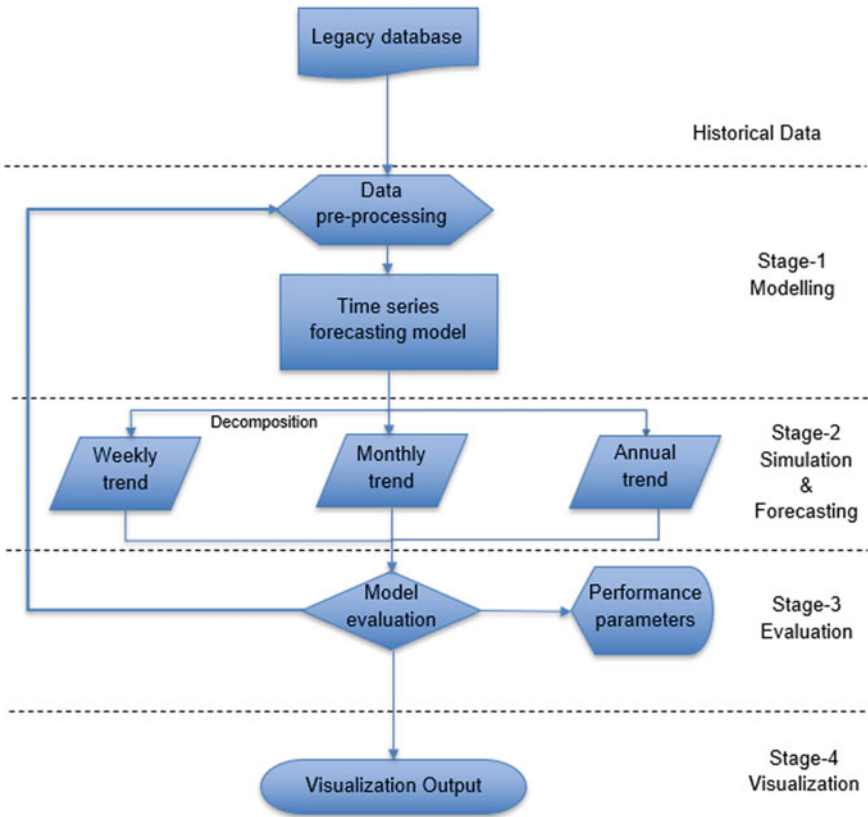 Legacy database
Historical Data
Data
pre-processing
Stage-1
Modelling
Time series
forecasting model
Decomposition
Weekly
trend
Monthly
trend
Annual
trend
Stage-2
Simulation
&
Forecasting
Model
evaluation
Performance
parameters
Stage-3
Evaluation
Stage-4
Visualization
Visualization Output